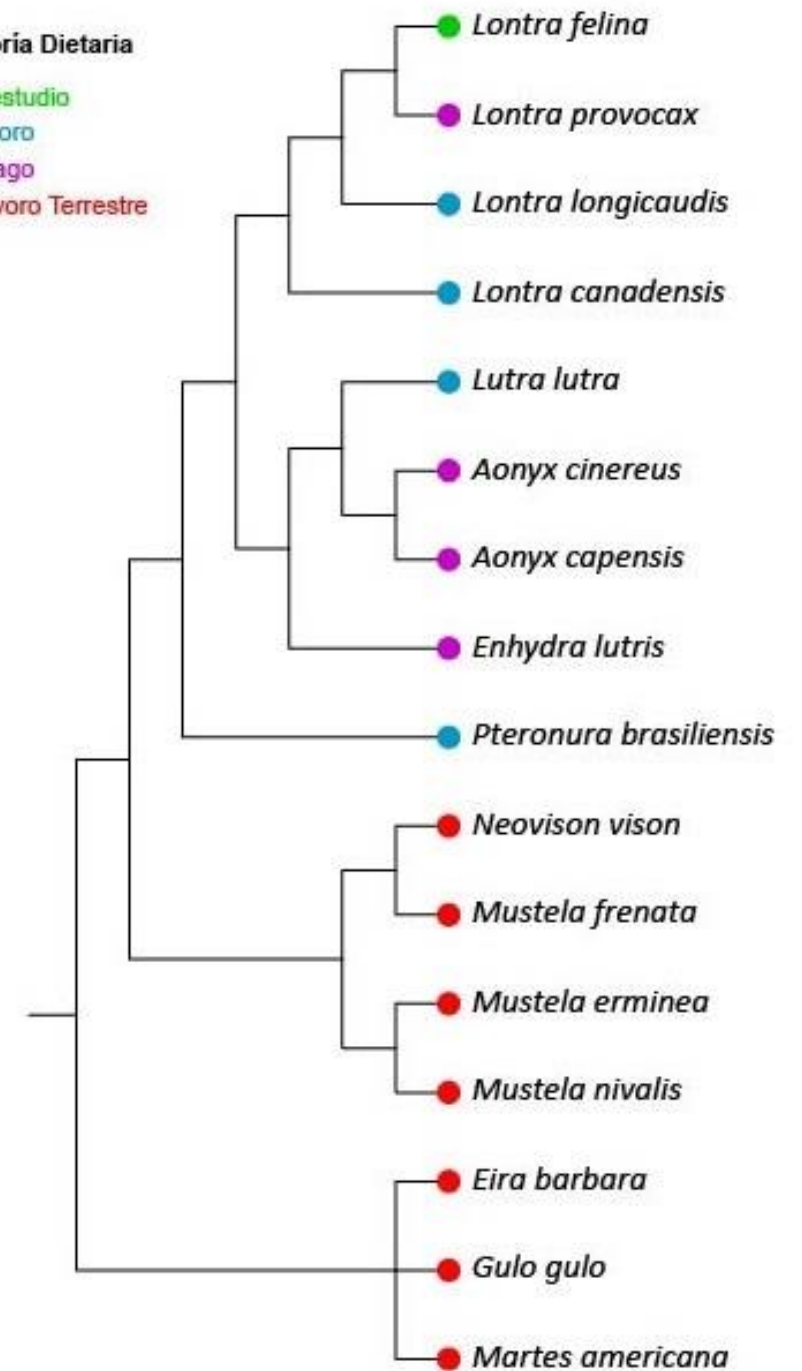 ría Dietaria
estudio
oro
ago
voro Terrestre
Lontra felina
Lontra provocax
Lontra longicaudis
Lontra canadensis
Lutra lutra
Aonyx cinereus
Aonyx capensis
Enhydra lutris
Pteronura brasiliensis
Neovison vison
Mustela frenata
Mustela erminea
Mustela nivalis
Eira barbara
Gulo gulo
Martes americana